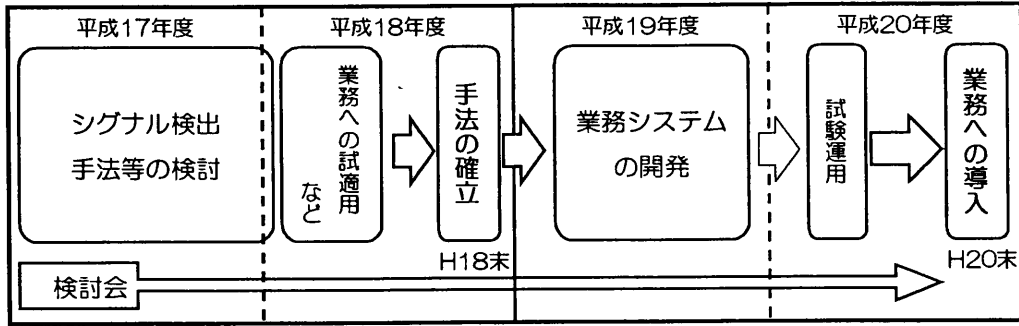 平成17年度
平成18年度
平成19年度
平成20年度
シグナル検出
手法等の検討
業務への試適用
など
手法の確立
業務システム
の開発
試験運用
業務への導入
H18末
H20末
検討会